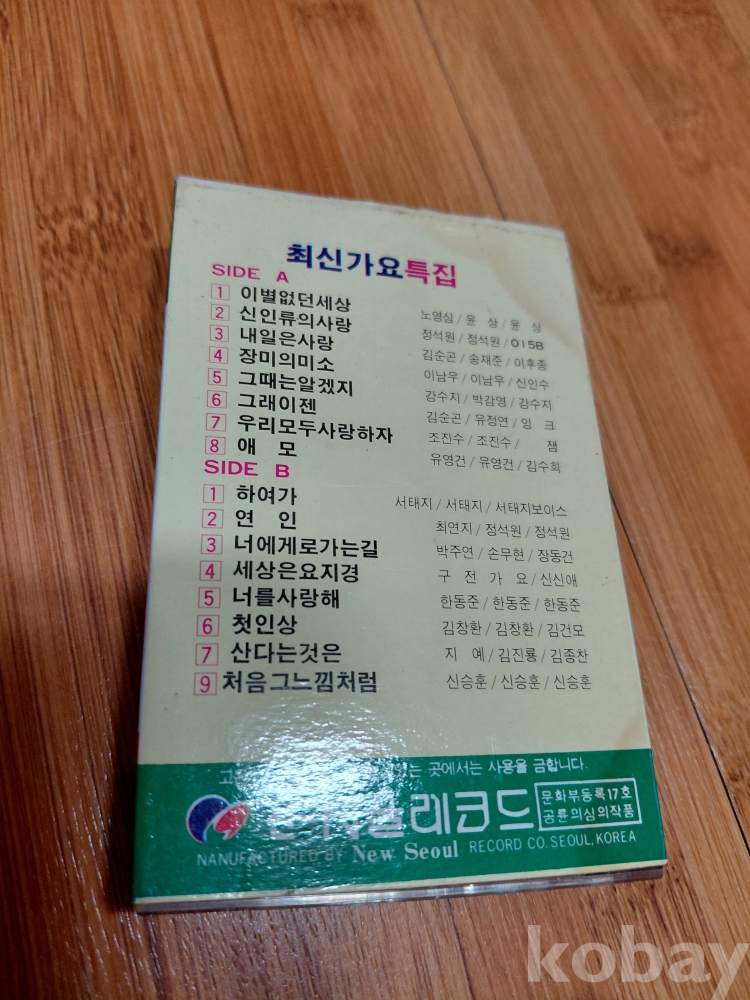 최신가요특집
SIDE A
1 이별없던세상 노영심/윤 상/윤 상
2 신인류의사랑 정석원/정석원/015B
3 내일은사랑 김순곤/송재준/이후종
4 장미의미소 이남우/이남우/신인수
5 그때는알겠지 강수지/박감영/강수지
6 그래이젠 김순곤/유정연/잉 크
7 우리모두사랑하자 조진수/조진수/ 잼
8 애 모 유영건/유영건/김수희
SIDE B
1 하여가 서태지/서태지/서태지보이스
2 연 인 최연지/정석원/정석원
3 너에게로가는길 박주연/손무현/장동건
4 세상은요지경 구 전 가 요/신신애
5 너를사랑해 한동준/한동준/한동준
6 첫인상 김창환/김창환/김건모
7 산다는것은 지 예/김진룡/김종찬
9 처음그느낌처럼 신승훈/신승훈/신승훈
곳에서는 사용을 금합니다.
레코드
문화부등록17호
공륜의심의작품
NANUFACTURED BY New Seoul RECORD CO. SEOUL, KOREA
kobay